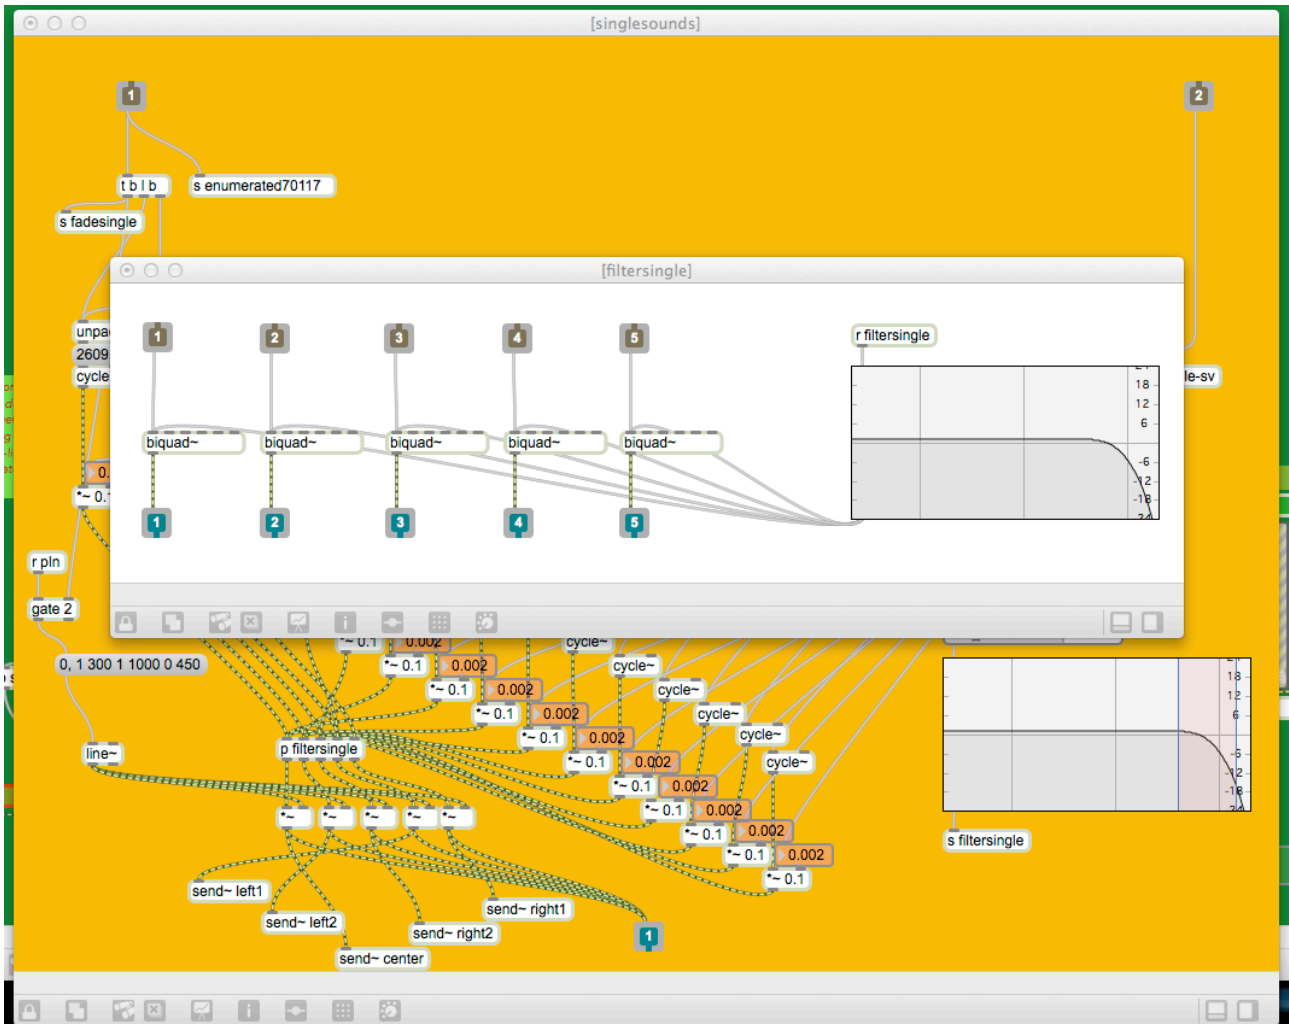 [singlesounds]
1
2
t b l b
s enumerated70117
s fadesingle
[filtersingle]
unpa
2609
cycle
0.
*~ 0.1
1
2
3
4
5
r filtersingle
le-sv
18
12
6
-6
-12
-18
biquad~
biquad~
biquad~
biquad~
biquad~
1
2
3
4
5
r pln
gate 2
0, 1 300 1 1000 0 450
line~
*~ 0.1
0.002
cycle~
*~ 0.1
0.002
cycle~
*~ 0.1
0.002
cycle~
*~ 0.1
0.002
cycle~
*~ 0.1
0.002
cycle~
*~ 0.1
0.002
cycle~
*~ 0.1
0.002
*~ 0.1
0.002
*~ 0.1
0.002
*~ 0.1
0.002
*~ 0.1
p filtersingle
*~
*~
*~
*~
*~
18
12
6
-6
-12
-18
s filtersingle
send~ left1
send~ left2
send~ center
send~ right2
send~ right1
1